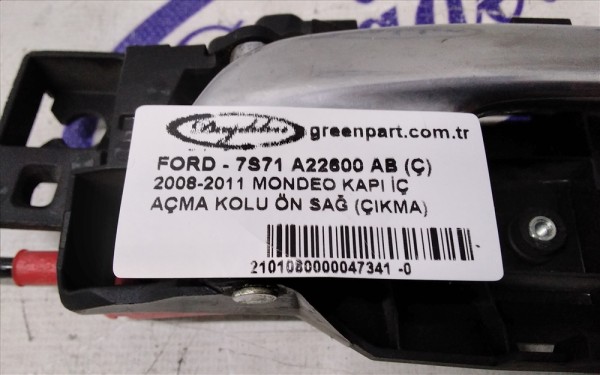 greenpart.com.tr
FORD - 7S71 A22600 AB (Ç)
2008-2011 MONDEO KAPI İÇ
AÇMA KOLU ÖN SAĞ (ÇIKMA)
2101080000047341 -0